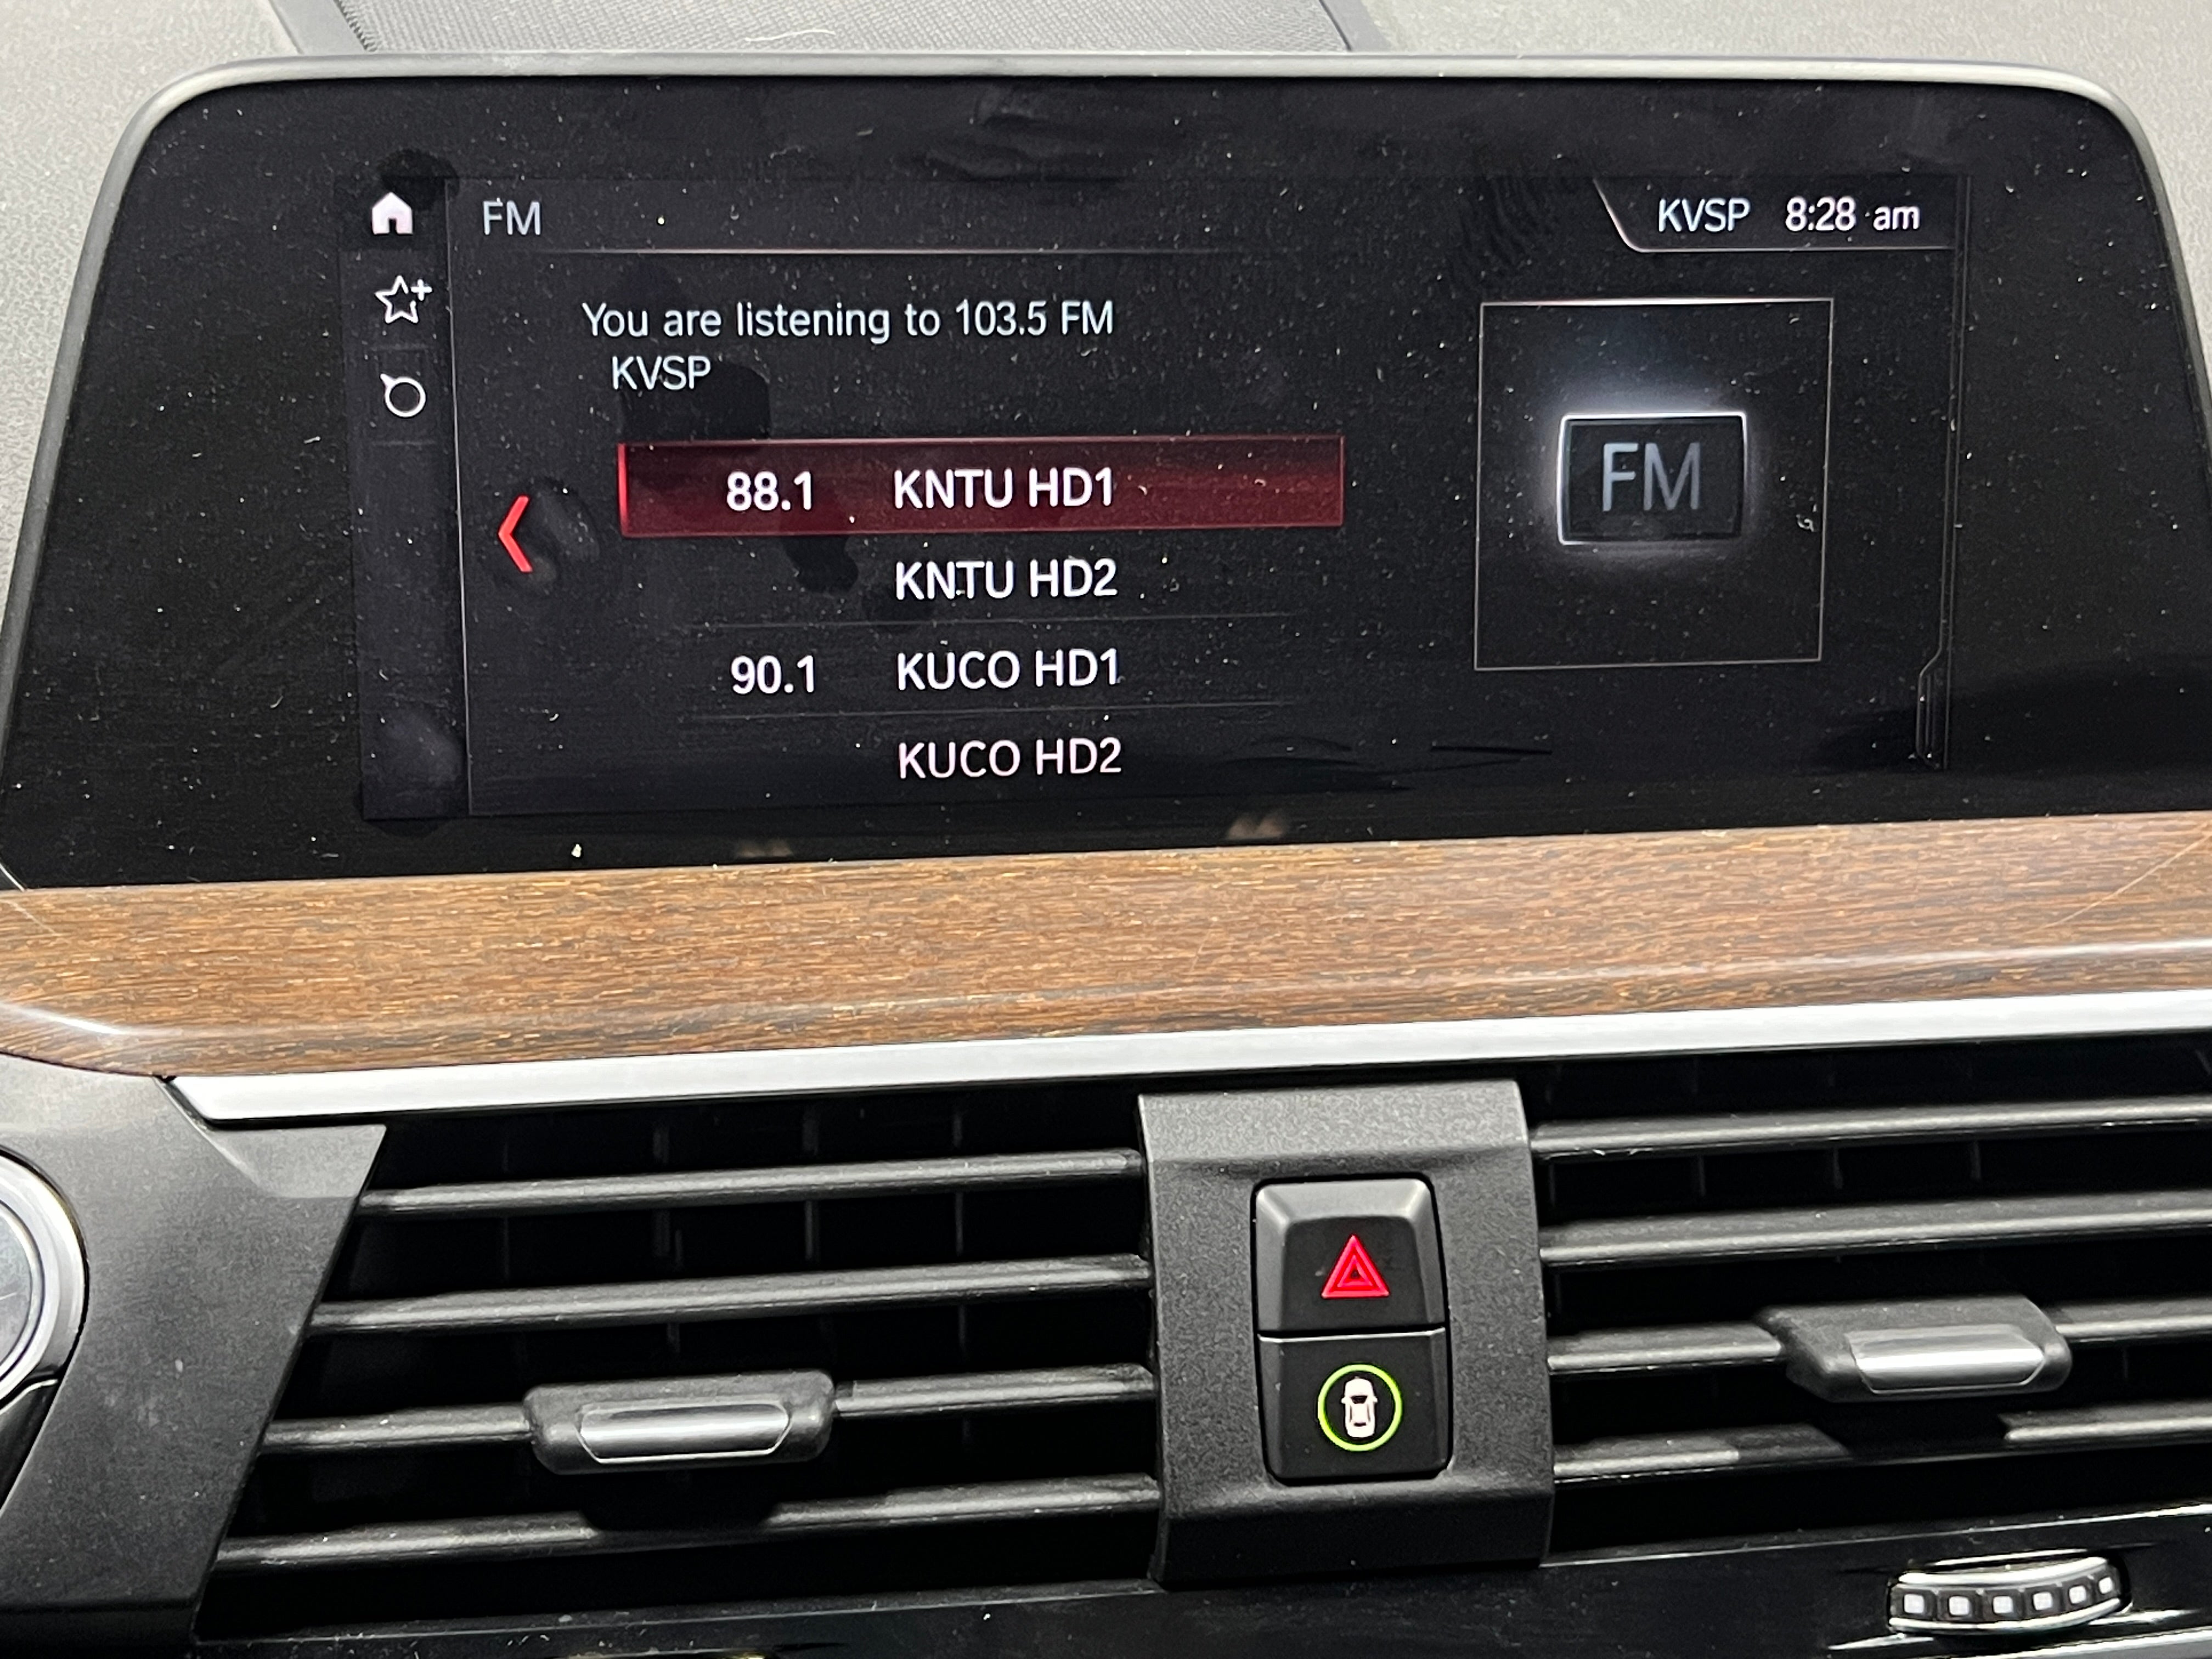 FM
KVSP 8:28 am
You are listening to 103.5 FM
KVSP
88.1 KNTU HD1
KNTU HD2
90.1 KUCO HD1
KUCO HD2
FM